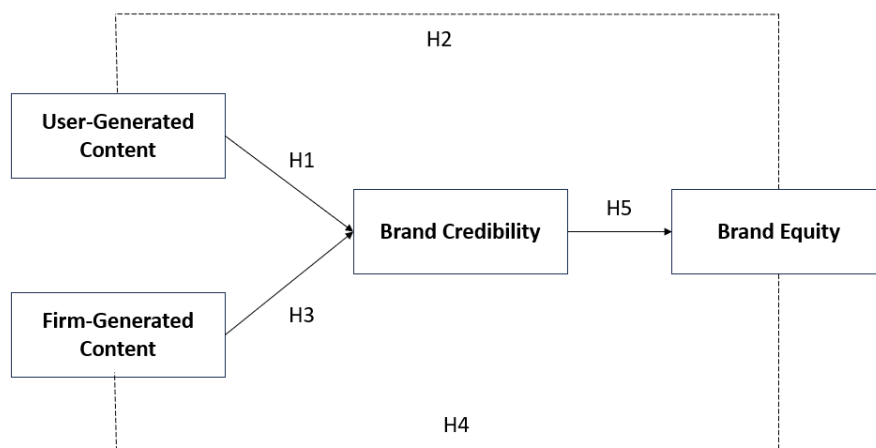 H2
User-Generated
Content
H1
Brand Credibility
H5
Brand Equity
Firm-Generated
Content
H3
H4